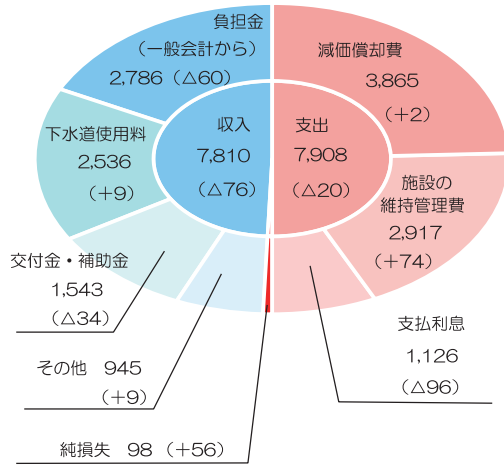 負担金
(一般会計から)
2,786 (△60)
減価償却費
3,865
(+2)
収入
7,810
(△76)
支出
7,908
(△20)
下水道使用料
2,536
(+9)
施設の
維持管理費
2,917
(+74)
交付金・補助金
1,543
(△34)
支払利息
1,126
(△96)
その他 945
(+9)
純損失 98 (+56)